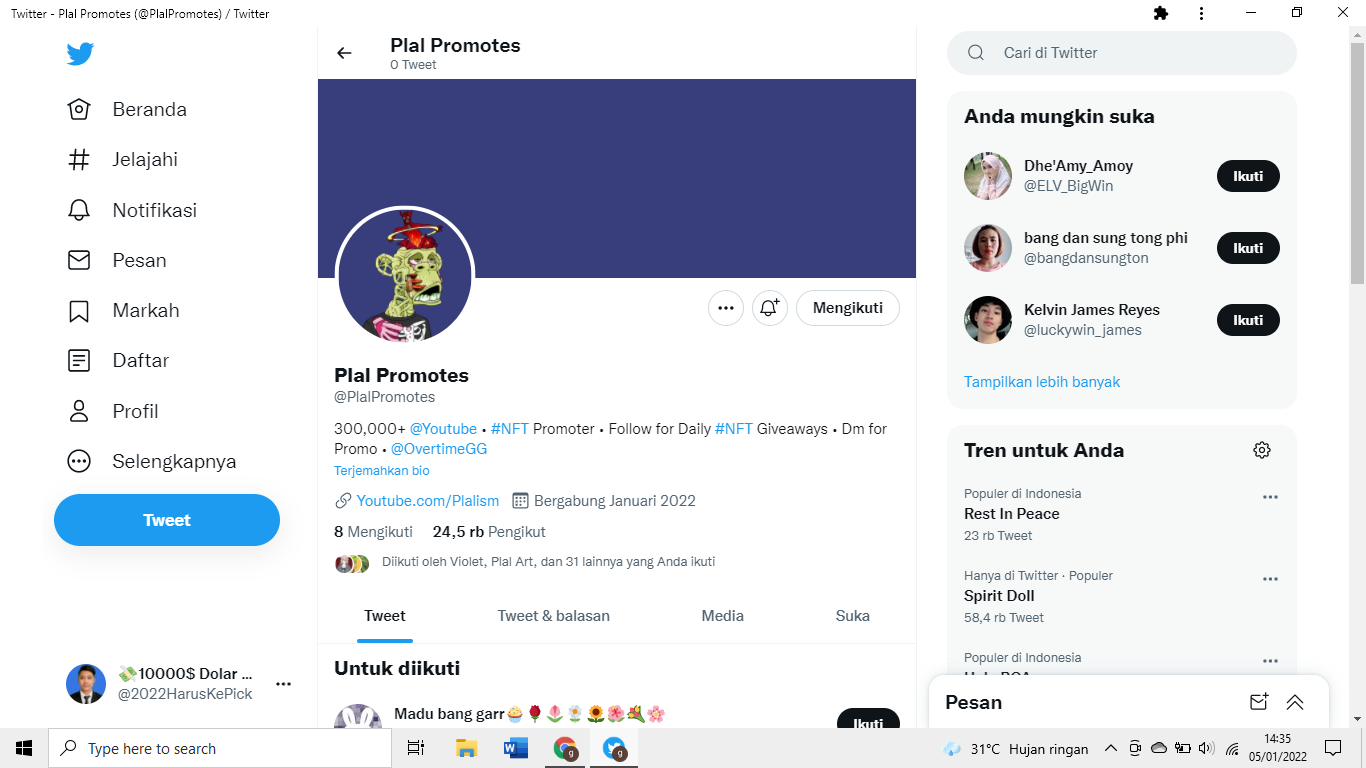 Twitter - Plal Promotes (@PlalPromotes) / Twitter
Beranda
Jelajahi
Notifikasi
Pesan
Markah
Daftar
Profil
Selengkapnya
Tweet
💸10000$ Dolar ...
@2022HarusKePick
Plal Promotes
0 Tweet
Mengikuti
Plal Promotes
@PlalPromotes
300,000+ @Youtube • #NFT Promoter • Follow for Daily #NFT Giveaways • Dm for
Promo • @OvertimeGG
Terjemahkan bio
Youtube.com/Plalism Bergabung Januari 2022
8 Mengikuti 24,5 rb Pengikut
Diikuti oleh Violet, Plal Art, dan 31 lainnya yang Anda ikuti
Tweet Tweet & balasan Media Suka
Untuk diikuti
Madu bang garr🧁🌹🌷🌼🌻🌺💐🌸
Ikuti
Cari di Twitter
Anda mungkin suka
Dhe'Amy_Amoy
@ELV_BigWin
Ikuti
bang dan sung tong phi
@bangdansungton
Ikuti
Kelvin James Reyes
@luckywin_james
Ikuti
Tampilkan lebih banyak
Tren untuk Anda
Populer di Indonesia
Rest In Peace
23 rb Tweet
Hanya di Twitter · Populer
Spirit Doll
58,4 rb Tweet
Populer di Indonesia
Pesan
Type here to search
31°C Hujan ringan
14:35
05/01/2022